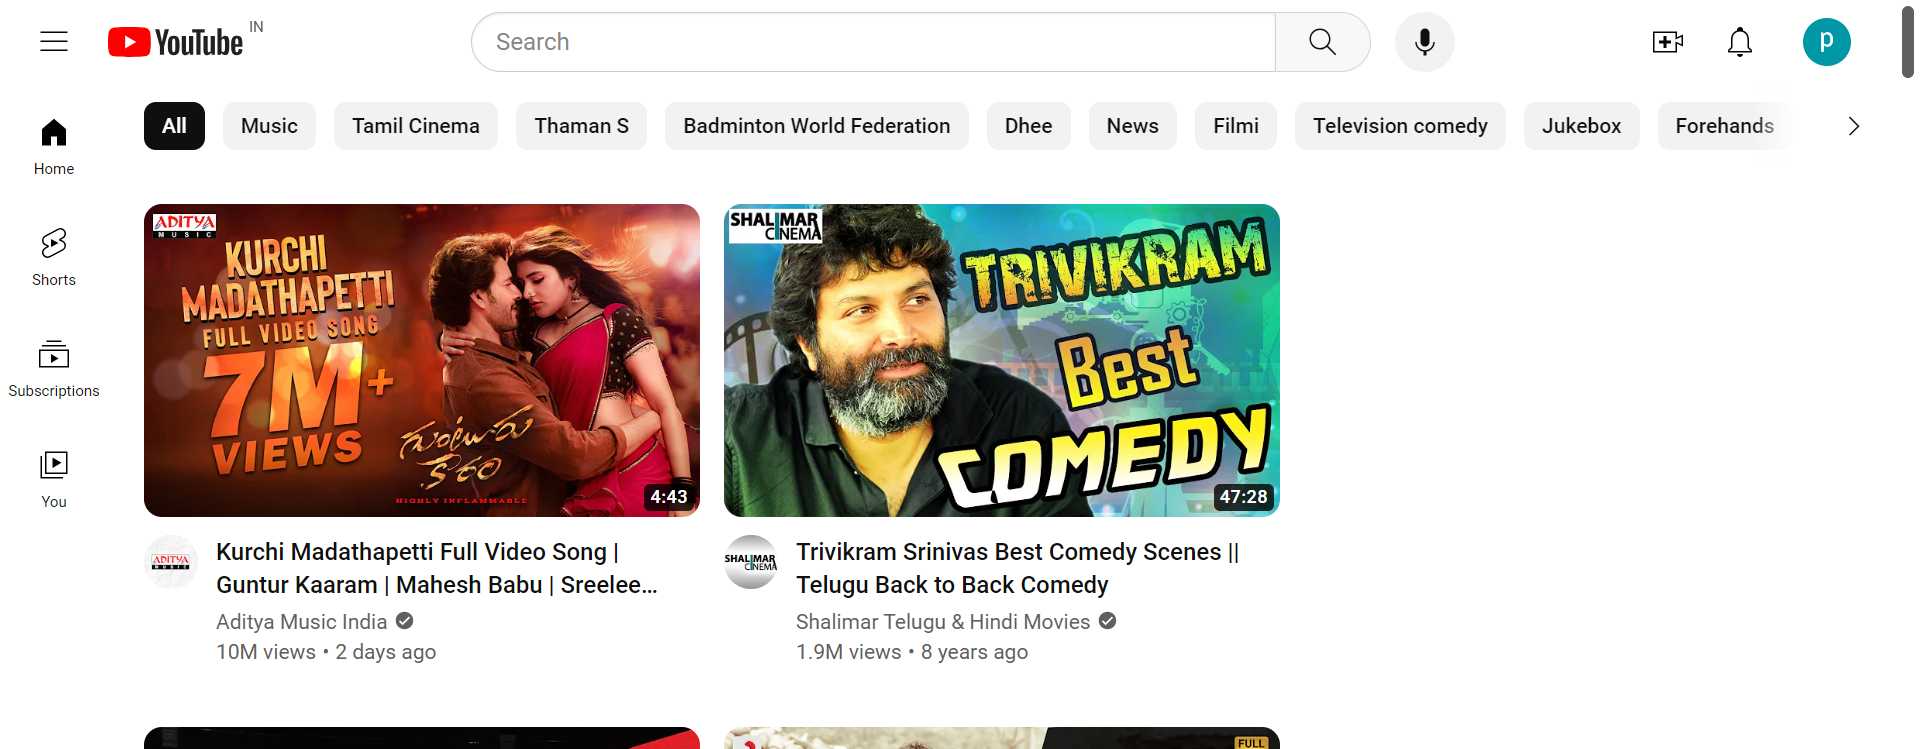 YouTube IN
Search
p
All
Music
Tamil Cinema
Thaman S
Badminton World Federation
Dhee
News
Filmi
Television comedy
Jukebox
Forehands
Home
Shorts
Subscriptions
You
ADITYA
MUSIC
KURCHI
MADATHAPETTI
FULL VIDEO SONG
7M+
VIEWS
గుంటూరు
కారం
HIGHLY INFLAMMABLE
4:43
Kurchi Madathapetti Full Video Song |
Guntur Kaaram | Mahesh Babu | Sreelee...
ADITYA
MUSIC
Aditya Music India
10M views • 2 days ago
SHALIMAR
CINEMA
TRIVIKRAM
Best
COMEDY
47:28
SHALIMAR
CINEMA
Trivikram Srinivas Best Comedy Scenes ||
Telugu Back to Back Comedy
Shalimar Telugu & Hindi Movies
1.9M views • 8 years ago
FULL